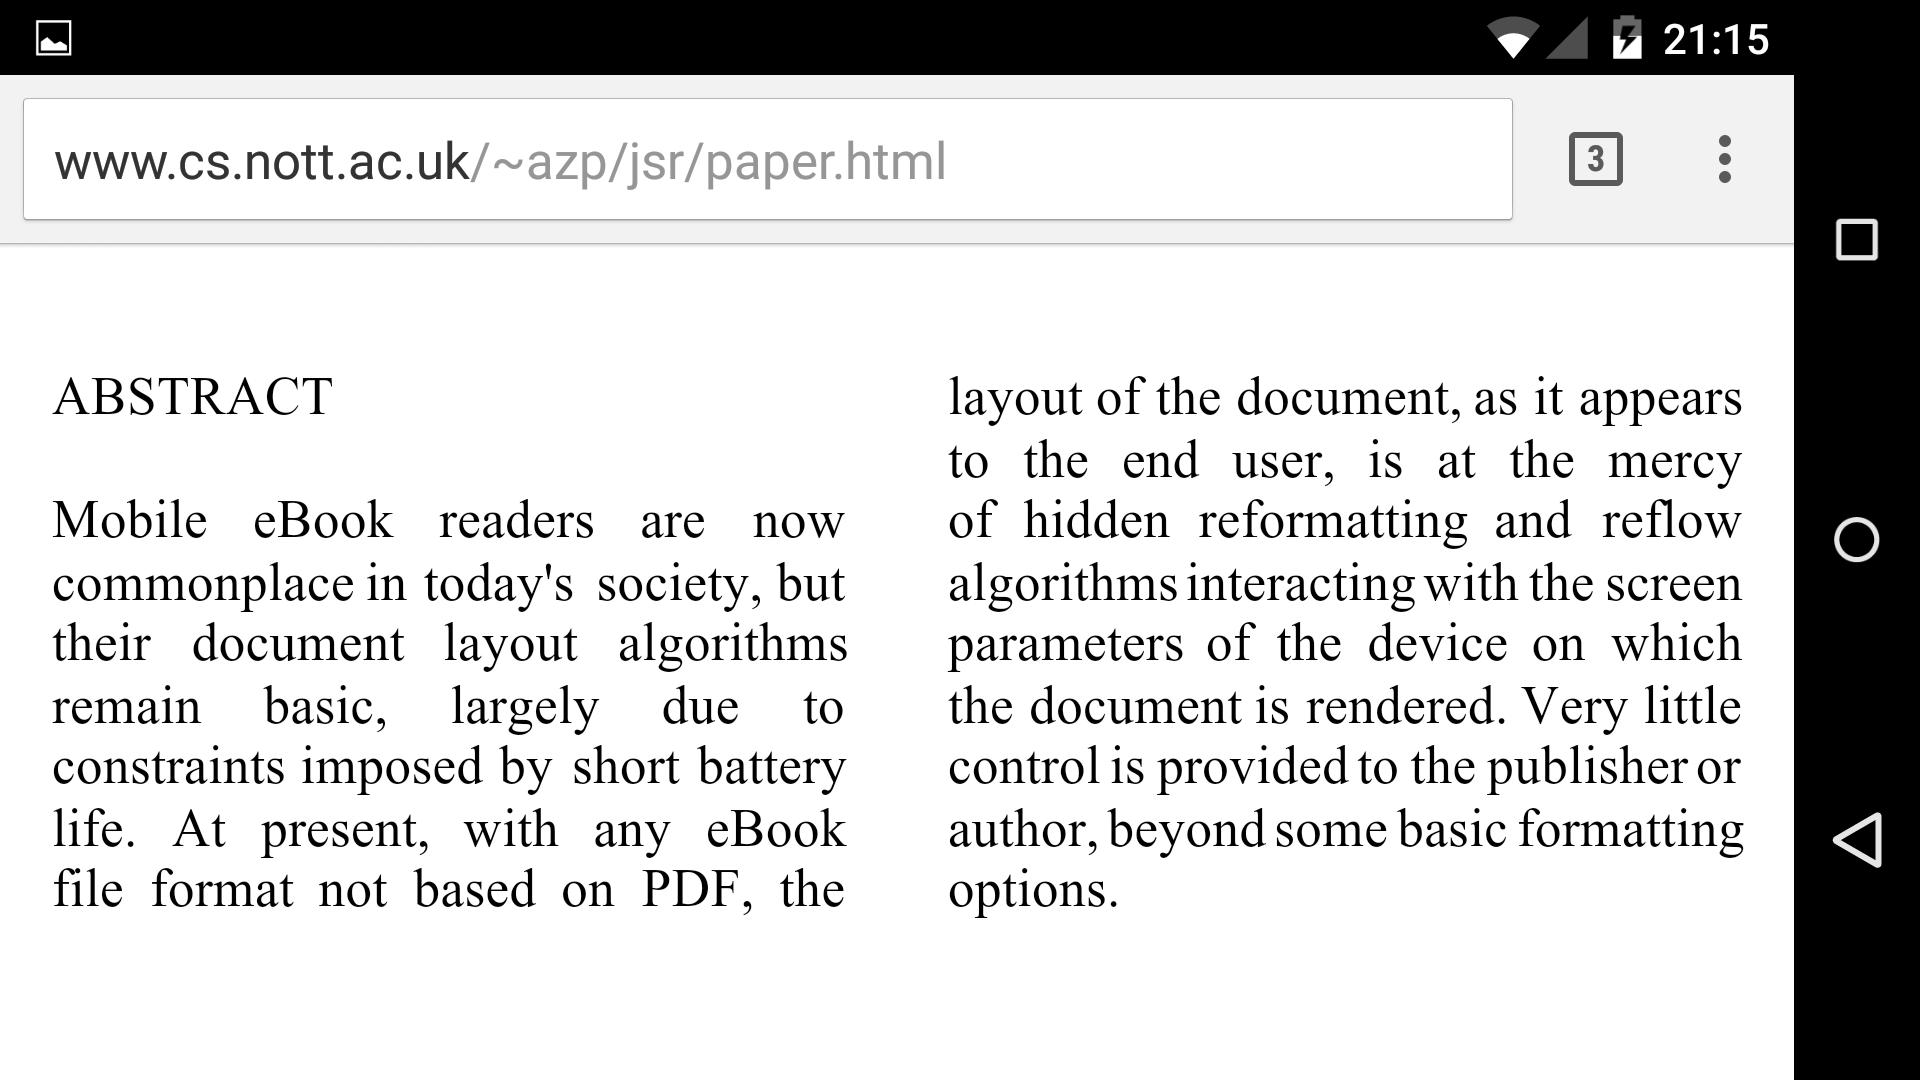 21:15
www.cs.nott.ac.uk/~azp/jsr/paper.html
3
ABSTRACT
Mobile eBook readers are now
commonplace in today's society, but
their document layout algorithms
remain basic, largely due to
constraints imposed by short battery
life. At present, with any eBook
file format not based on PDF, the
layout of the document, as it appears
to the end user, is at the mercy
of hidden reformatting and reflow
algorithms interacting with the screen
parameters of the device on which
the document is rendered. Very little
control is provided to the publisher or
author, beyond some basic formatting
options.